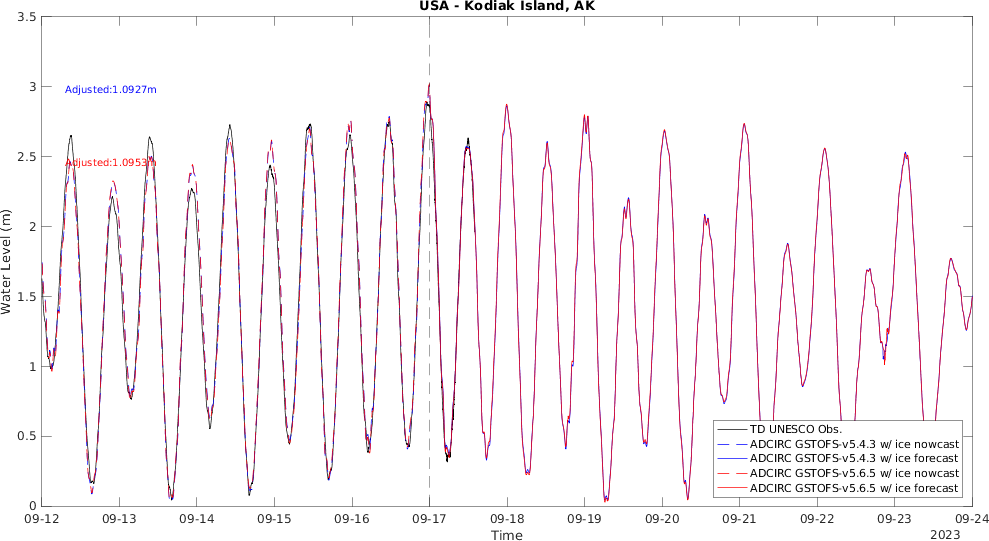 USA - Kodiak Island, AK
3.5
3
2.5
2
1.5
1
0.5
0
Water Level (m)
Adjusted:1.0927m
Adjusted:1.0953m
TD UNESCO Obs.
ADCIRC GSTOFS-v5.4.3 w/ ice nowcast
ADCIRC GSTOFS-v5.4.3 w/ ice forecast
ADCIRC GSTOFS-v5.6.5 w/ ice nowcast
ADCIRC GSTOFS-v5.6.5 w/ ice forecast
09-12 09-13 09-14 09-15 09-16 09-17 09-18 09-19 09-20 09-21 09-22 09-23 09-24
Time
2023